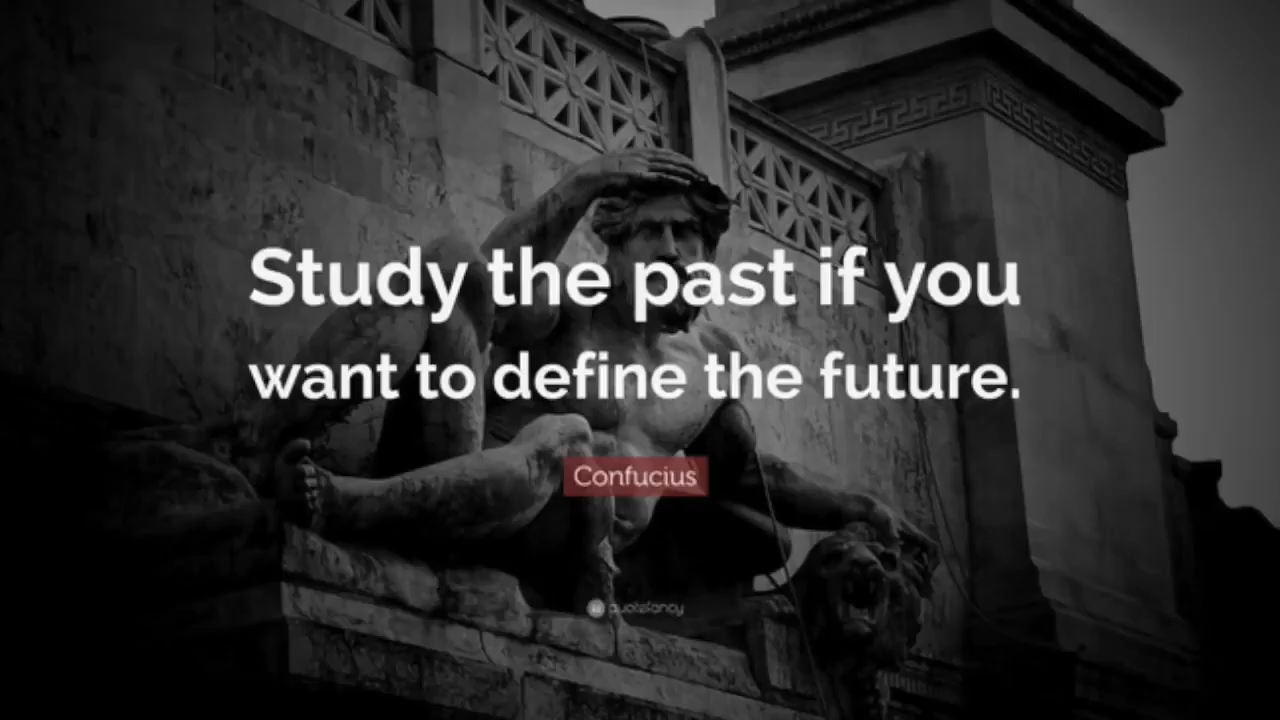 Study the past if you
want to define the future.
Confucius
quotefancy